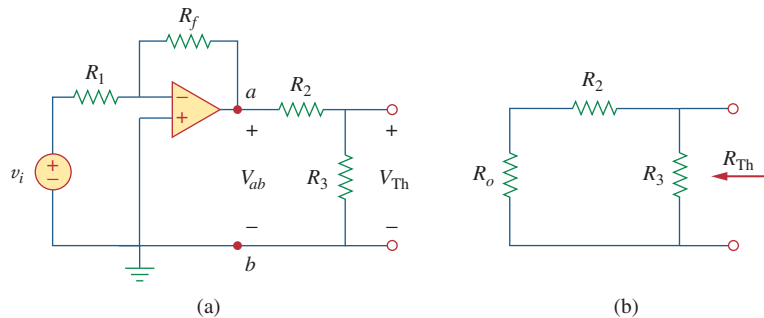 R_f
R_1
a
R_2
−
+
+
+
v_i
+
−
V_ab
R_3
V_Th
−
−
b
(a)
R_2
R_o
R_3
R_Th
(b)